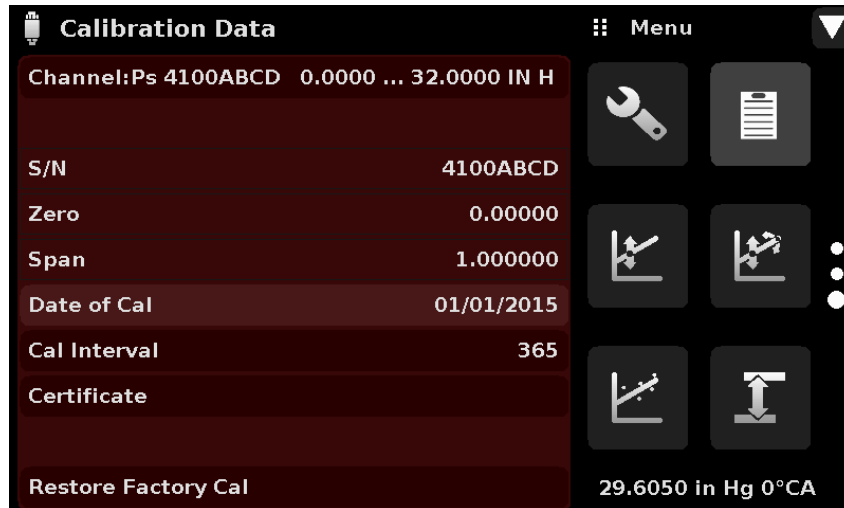 Calibration Data
Channel:Ps 4100ABCD 0.0000 ... 32.0000 IN H
S/N 4100ABCD
Zero 0.00000
Span 1.000000
Date of Cal 01/01/2015
Cal Interval 365
Certificate
Restore Factory Cal
Menu
29.6050 in Hg 0°CA